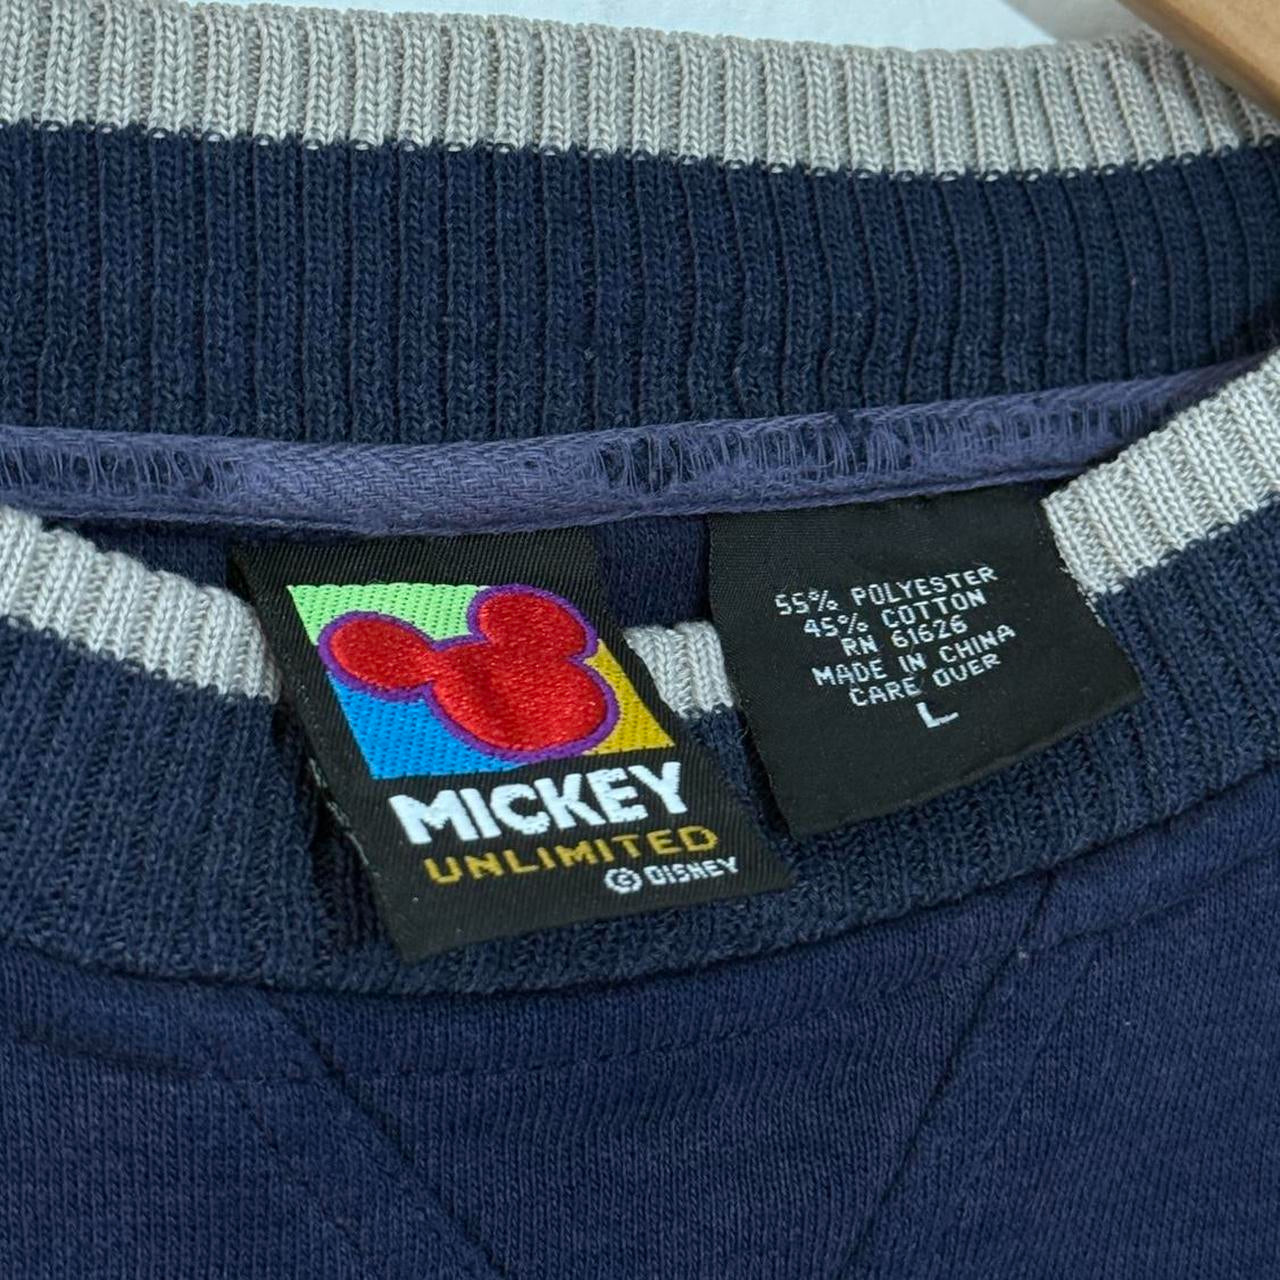 MICKEY
UNLIMITED
© DISNEY
55% POLYESTER
45% COTTON
RN 61626
MADE IN CHINA
CARE OVER
L